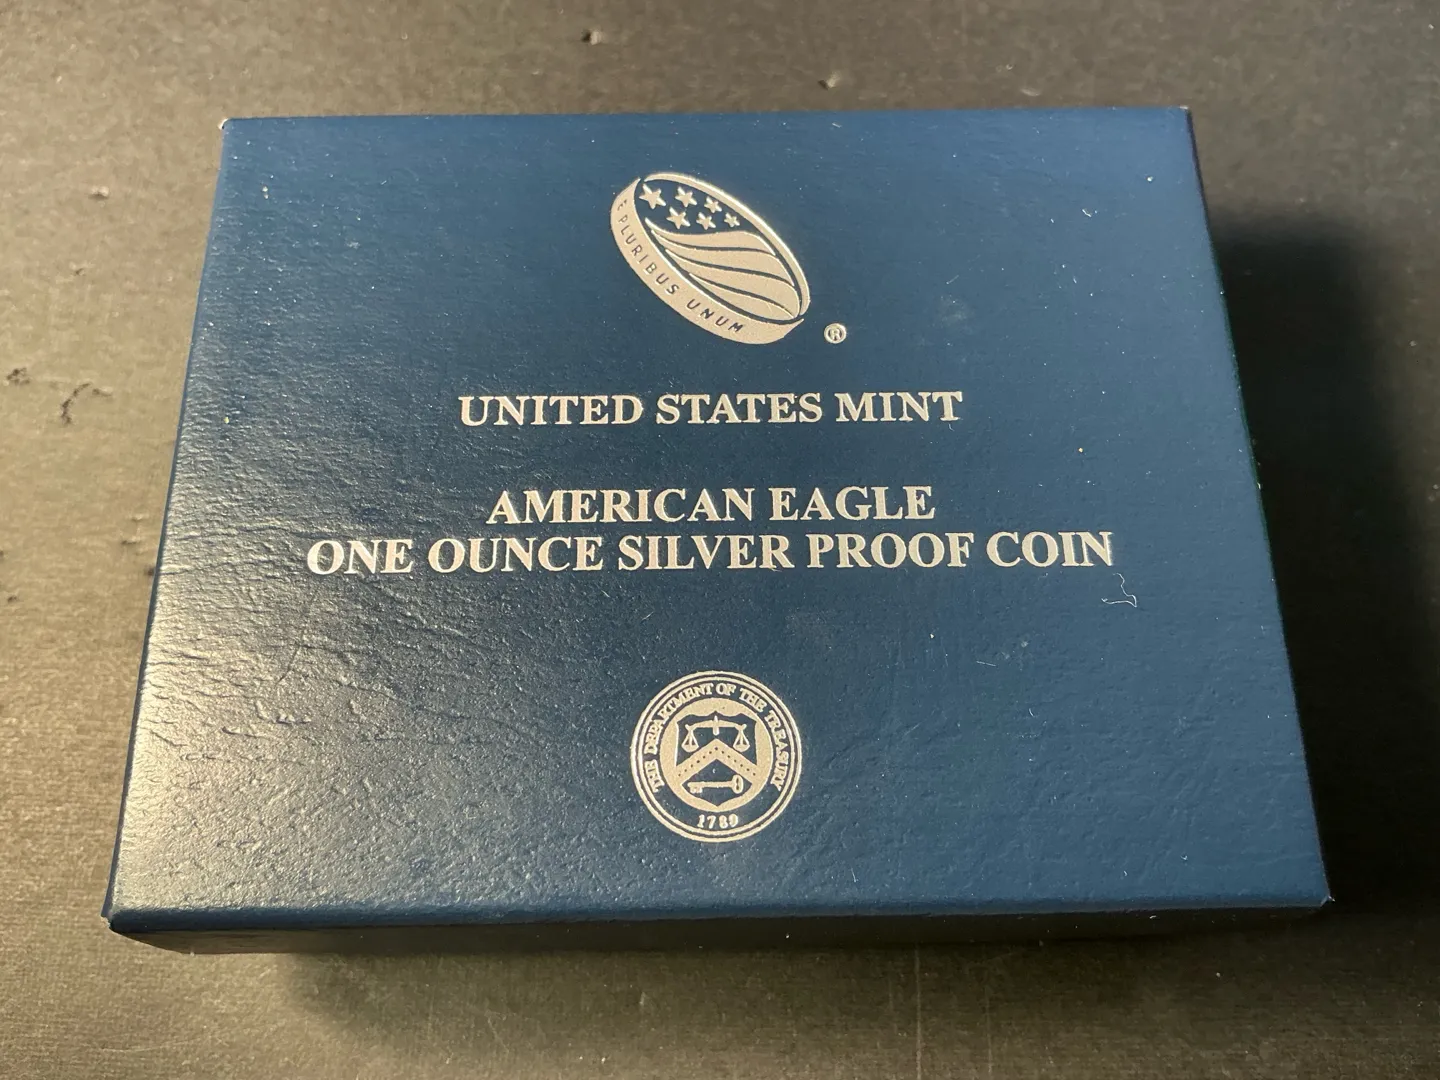 E PLURIBUS UNUM
®
UNITED STATES MINT
AMERICAN EAGLE
ONE OUNCE SILVER PROOF COIN
THE DEPARTMENT OF THE TREASURY
1789